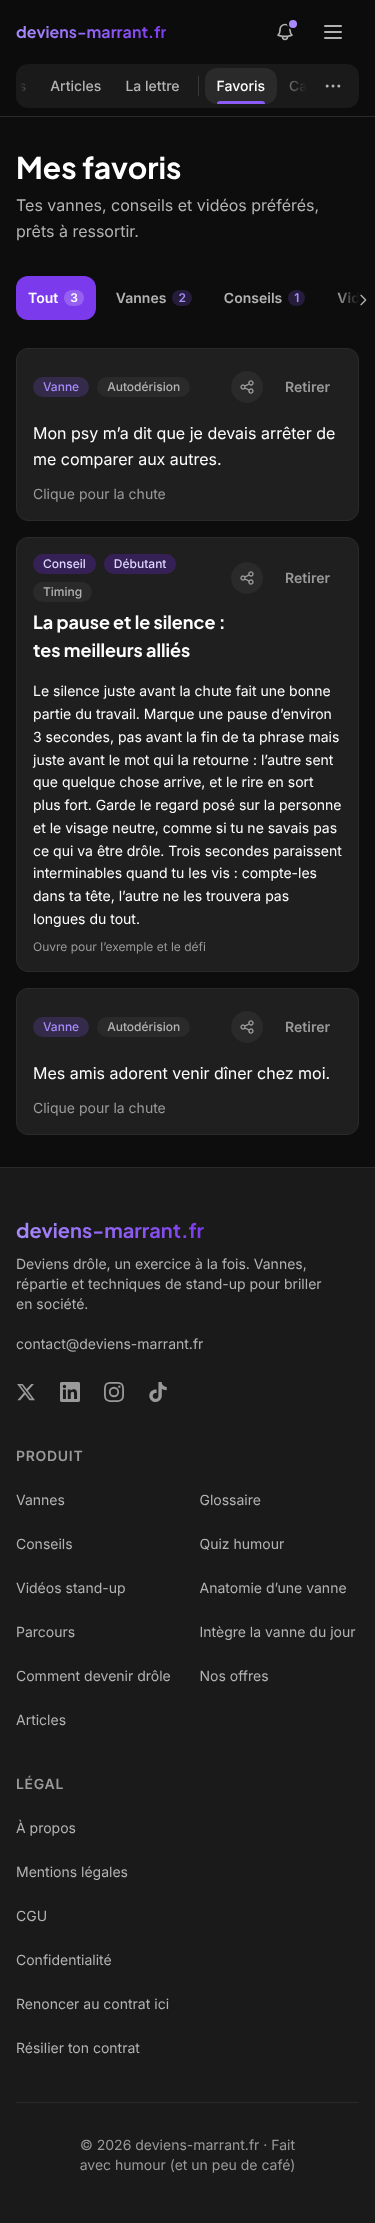 deviens-marrant.fr
Articles La lettre Favoris
Mes favoris
Tes vannes, conseils et vidéos préférés,
prêts à ressortir.
Tout 3 Vannes 2 Conseils 1
Vanne Autodérision Retirer
Mon psy m’a dit que je devais arrêter de
me comparer aux autres.
Clique pour la chute
Conseil Débutant
Timing
Retirer
La pause et le silence :
tes meilleurs alliés
Le silence juste avant la chute fait une bonne
partie du travail. Marque une pause d’environ
3 secondes, pas avant la fin de ta phrase mais
juste avant le mot qui la retourne : l’autre sent
que quelque chose arrive, et le rire en sort
plus fort. Garde le regard posé sur la personne
et le visage neutre, comme si tu ne savais pas
ce qui va être drôle. Trois secondes paraissent
interminables quand tu les vis : compte-les
dans ta tête, l’autre ne les trouvera pas
longues du tout.
Ouvre pour l’exemple et le défi
Vanne Autodérision Retirer
Mes amis adorent venir dîner chez moi.
Clique pour la chute
deviens-marrant.fr
Deviens drôle, un exercice à la fois. Vannes,
répartie et techniques de stand-up pour briller
en société.
contact@deviens-marrant.fr
PRODUIT
Vannes Glossaire
Conseils Quiz humour
Vidéos stand-up Anatomie d’une vanne
Parcours Intègre la vanne du jour
Comment devenir drôle Nos offres
Articles
LÉGAL
À propos
Mentions légales
CGU
Confidentialité
Renoncer au contrat ici
Résilier ton contrat
© 2026 deviens-marrant.fr · Fait
avec humour (et un peu de café)